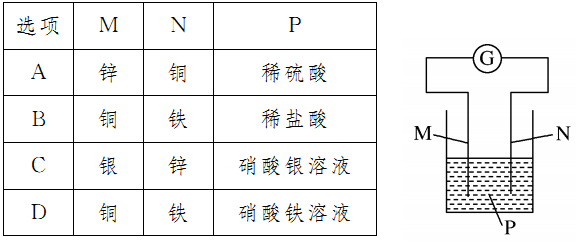 选项 M N P
A 锌 铜 稀硫酸
B 铜 铁 稀盐酸
C 银 锌 硝酸银溶液
D 铜 铁 硝酸铁溶液
G
M N
P